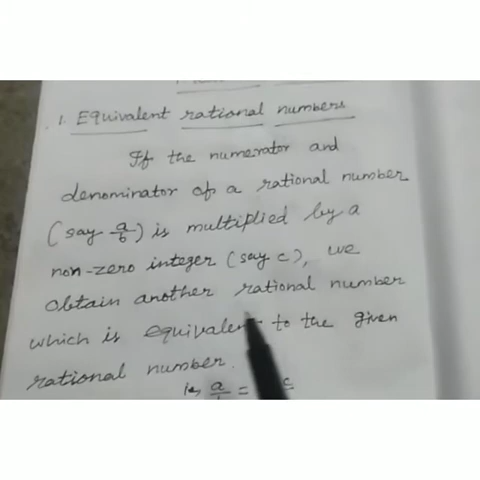 1. Equivalent rational numbers
If the numerator and
denominator of a rational number
(say a/b) is multiplied by a
non-zero integer (say c), we
obtain another rational number
which is equivalent to the given
rational number.